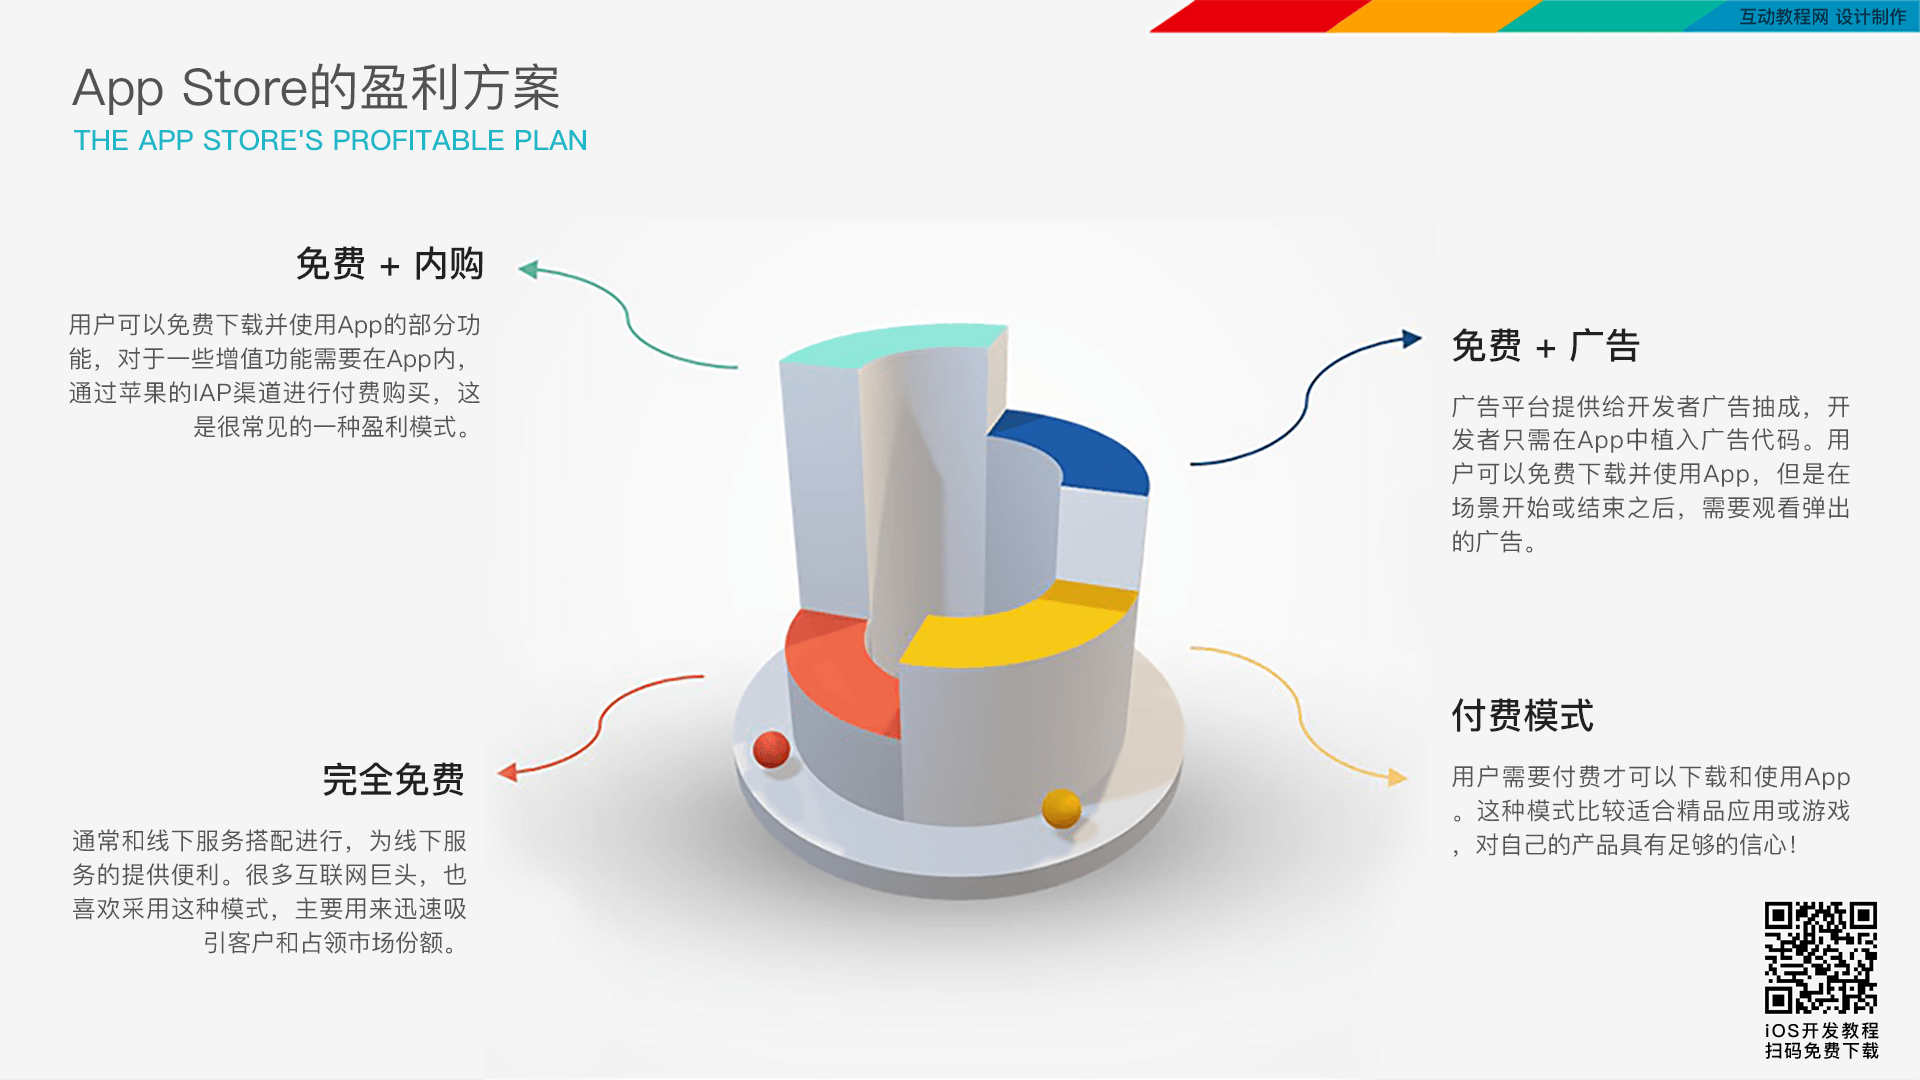 互动教程网 设计制作
App Store的盈利方案
THE APP STORE'S PROFITABLE PLAN
免费 + 内购
用户可以免费下载并使用App的部分功
能，对于一些增值功能需要在App内，
通过苹果的IAP渠道进行付费购买，这
是很常见的一种盈利模式。
免费 + 广告
广告平台提供给开发者广告抽成，开
发者只需在App中植入广告代码。用
户可以免费下载并使用App，但是在
场景开始或结束之后，需要观看弹出
的广告。
完全免费
通常和线下服务搭配进行，为线下服
务的提供便利。很多互联网巨头，也
喜欢采用这种模式，主要用来迅速吸
引客户和占领市场份额。
付费模式
用户需要付费才可以下载和使用App
。这种模式比较适合精品应用或游戏
，对自己的产品具有足够的信心！
iOS开发教程
扫码免费下载